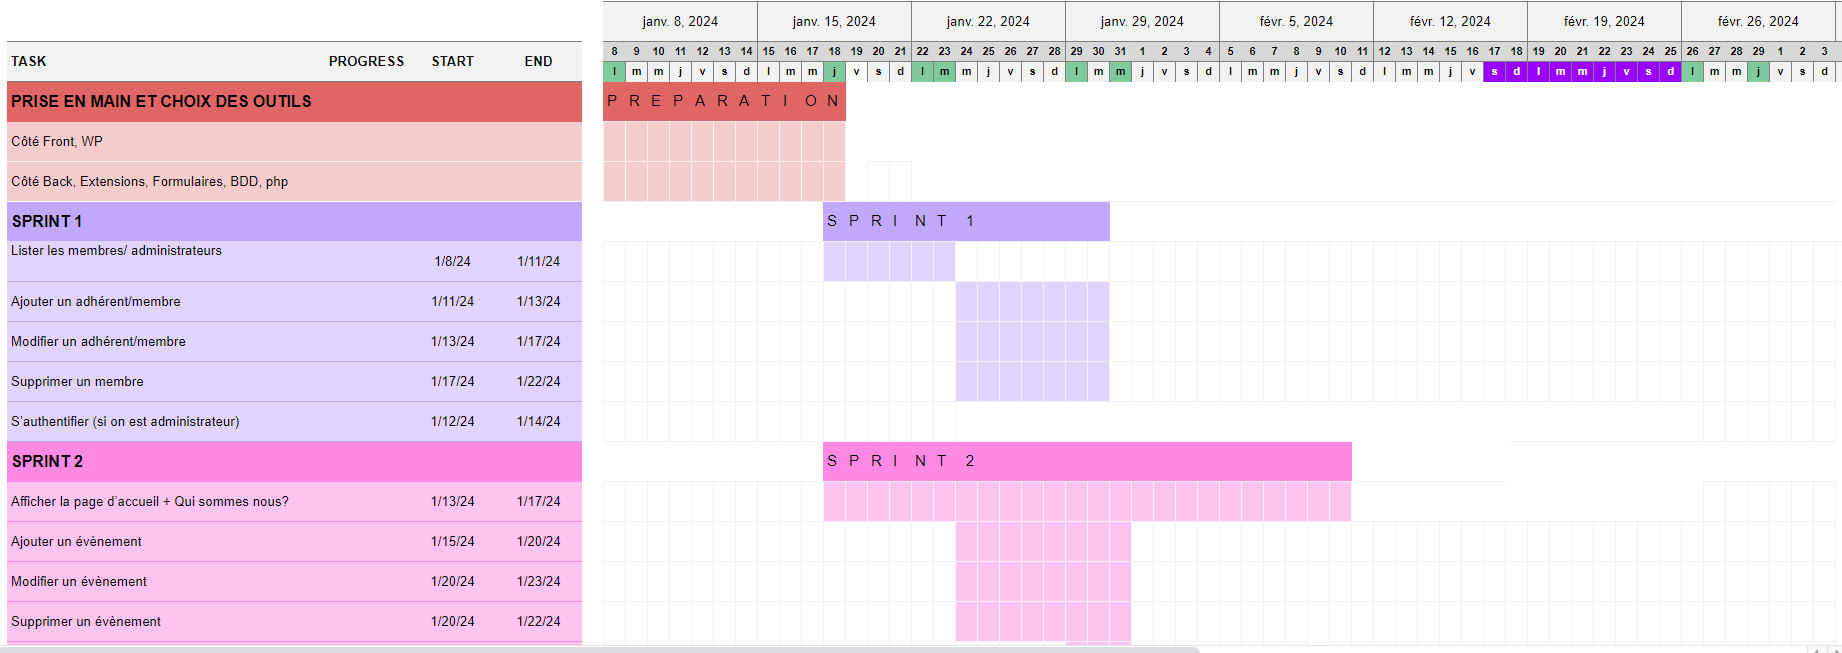 janv. 8, 2024 janv. 15, 2024 janv. 22, 2024 janv. 29, 2024 févr. 5, 2024 févr. 12, 2024 févr. 19, 2024 févr. 26, 2024
8 9 10 11 12 13 14 15 16 17 18 19 20 21 22 23 24 25 26 27 28 29 30 31 1 2 3 4 5 6 7 8 9 10 11 12 13 14 15 16 17 18 19 20 21 22 23 24 25 26 27 28 29 1 2 3
TASK PROGRESS START END
l m m j v s d l m m j v s d l m m j v s d l m m j v s d l m m j v s d l m m j v s d l m m j v s d l m m j v s d
PRISE EN MAIN ET CHOIX DES OUTILS PREPARATION
Côté Front, WP
Côté Back, Extensions, Formulaires, BDD, php
SPRINT 1 SPRINT 1
Lister les membres/ administrateurs 1/8/24 1/11/24
Ajouter un adhérent/membre 1/11/24 1/13/24
Modifier un adhérent/membre 1/13/24 1/17/24
Supprimer un membre 1/17/24 1/22/24
S'authentifier (si on est administrateur) 1/12/24 1/14/24
SPRINT 2 SPRINT 2
Afficher la page d'accueil + Qui sommes nous? 1/13/24 1/17/24
Ajouter un évènement 1/15/24 1/20/24
Modifier un évènement 1/20/24 1/23/24
Supprimer un évènement 1/20/24 1/22/24